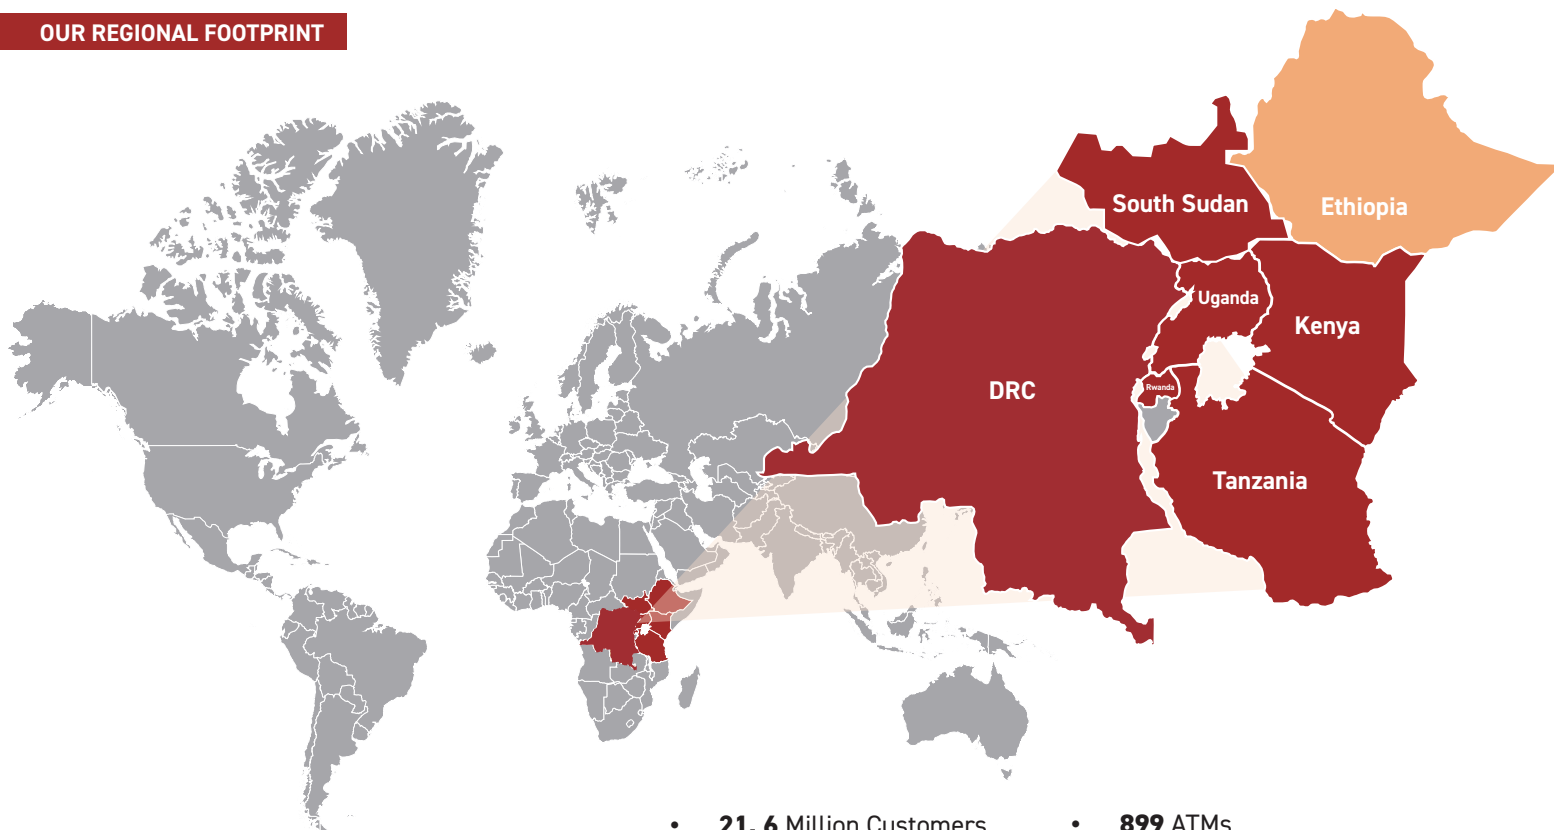 OUR REGIONAL FOOTPRINT
South Sudan
Ethiopia
Uganda
Kenya
DRC
Rwanda
Tanzania
• 21. 6 Million Customers
• 899 ATMs